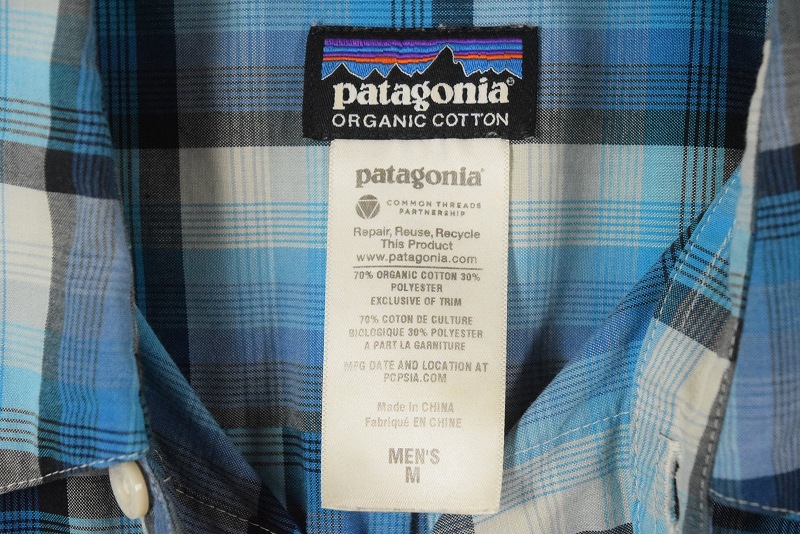 patagonia®
ORGANIC COTTON
patagonia®
COMMON THREADS
PARTNERSHIP
Repair, Reuse, Recycle
This Product
www.patagonia.com
70% ORGANIC COTTON 30%
POLYESTER
EXCLUSIVE OF TRIM
70% COTON DE CULTURE
BIOLOGIQUE 30% POLYESTER
A PART LA GARNITURE
MFG DATE AND LOCATION AT
PCPSIA.COM
Made in CHINA
Fabriqué EN CHINE
MEN'S
M